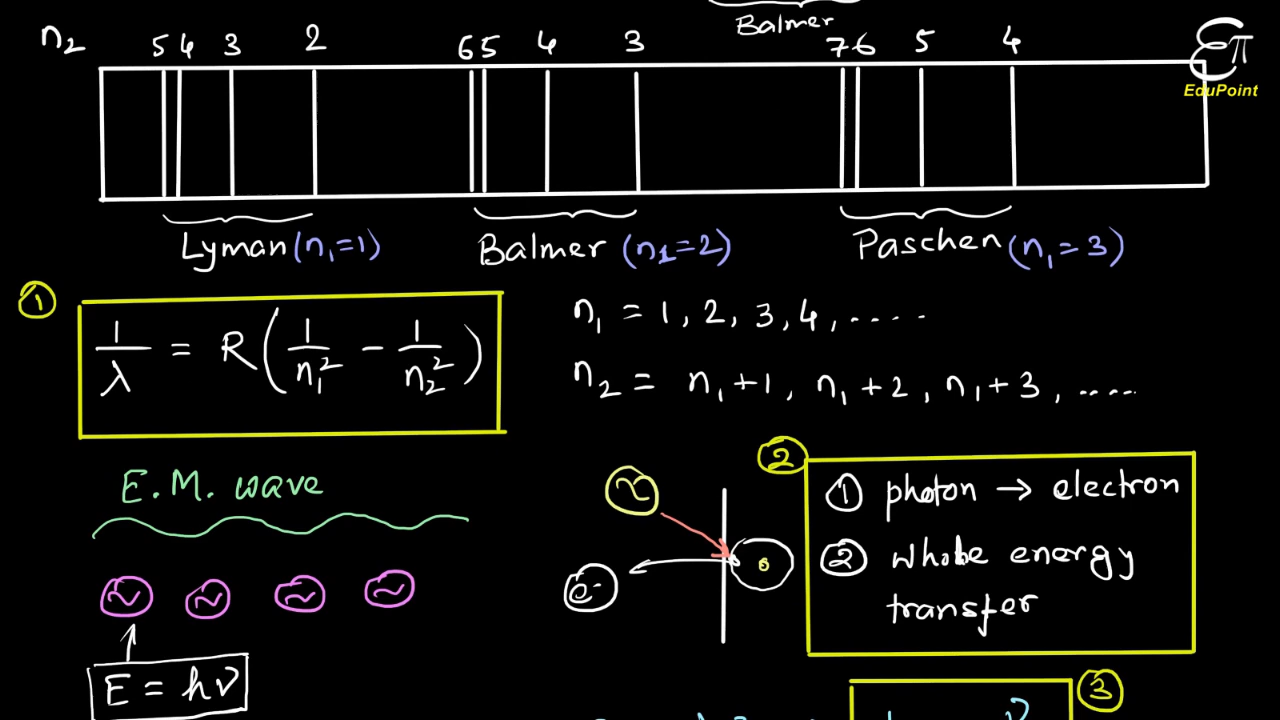 Balmer
n₂ 5 4 3 2 6 5 4 3 7 6 5 4
Eπ
EduPoint
Lyman (n₁=1) Balmer (n₁=2) Paschen (n₁=3)
①
1/λ = R(1/n₁² − 1/n₂²)
n₁ = 1, 2, 3, 4, ....
n₂ = n₁+1, n₁+2, n₁+3, .....
E.M. wave
E = hν
e-
②
① photon → electron
② whole energy
transfer
③